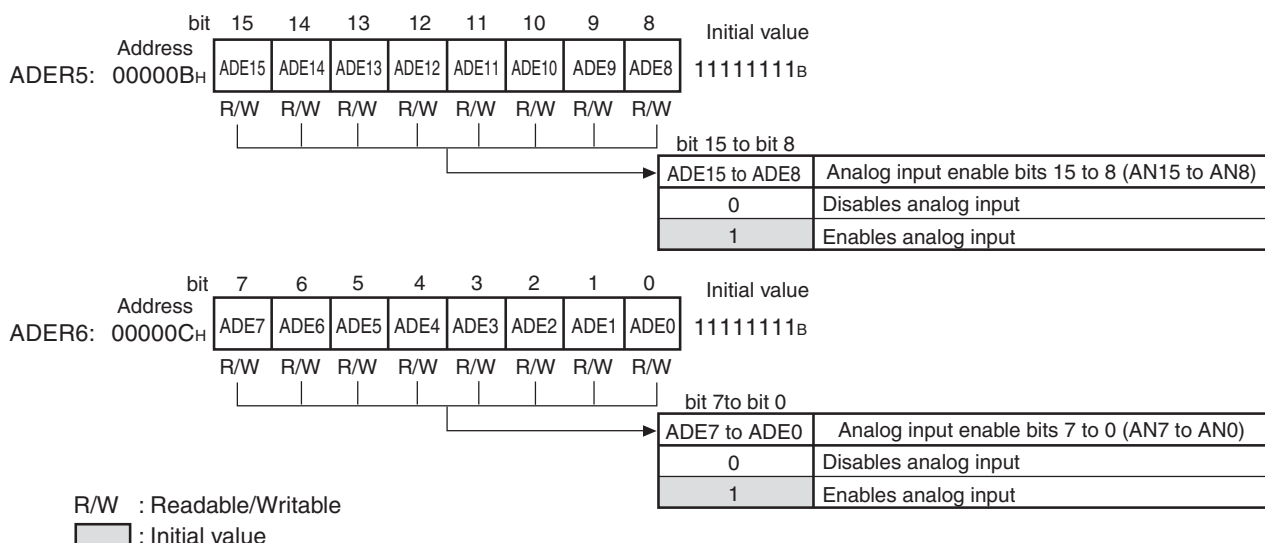 bit 15 14 13 12 11 10 9 8 Initial value
Address
ADER5: 00000BH ADE15 ADE14 ADE13 ADE12 ADE11 ADE10 ADE9 ADE8 11111111B
R/W R/W R/W R/W R/W R/W R/W R/W
bit 15 to bit 8
ADE15 to ADE8 Analog input enable bits 15 to 8 (AN15 to AN8)
0 Disables analog input
1 Enables analog input
bit 7 6 5 4 3 2 1 0 Initial value
Address
ADER6: 00000CH ADE7 ADE6 ADE5 ADE4 ADE3 ADE2 ADE1 ADE0 11111111B
R/W R/W R/W R/W R/W R/W R/W R/W
bit 7to bit 0
ADE7 to ADE0 Analog input enable bits 7 to 0 (AN7 to AN0)
0 Disables analog input
1 Enables analog input
R/W : Readable/Writable
: Initial value